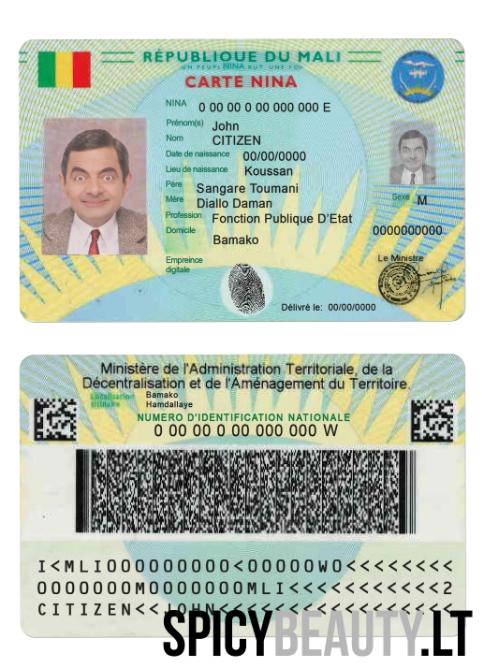 RÉPUBLIQUE DU MALI
UN PEUPLE UN BUT UNE FOI
NINA
CARTE NINA
NINA 0 00 00 0 00 000 000 E
Prénom(s) John
Nom CITIZEN
Date de naissance 00/00/0000
Lieu de naissance Koussan
Père Sangare Toumani
Mère Diallo Daman
Sexe M
Profession Fonction Publique D'Etat
Domicile Bamako
0000000000
Empreince digitale
Le Ministre
Délivré le: 00/00/0000
Ministère de l'Administration Territoriale, de la
Décentralisation et de l'Aménagement du Territoire.
Localisation Bamako
titulaire Hamdallaye
NUMERO D'IDENTIFICATION NATIONALE
0 00 00 0 00 000 000 W
I<MLI0000000000<00000W0<<<<<<<<
0000000M0000000MLI<<<<<<<<<<<<2
CITIZEN<<JOHN<<<<<<<<<<<<<<<<<<
SPICYBEAUTY.LT